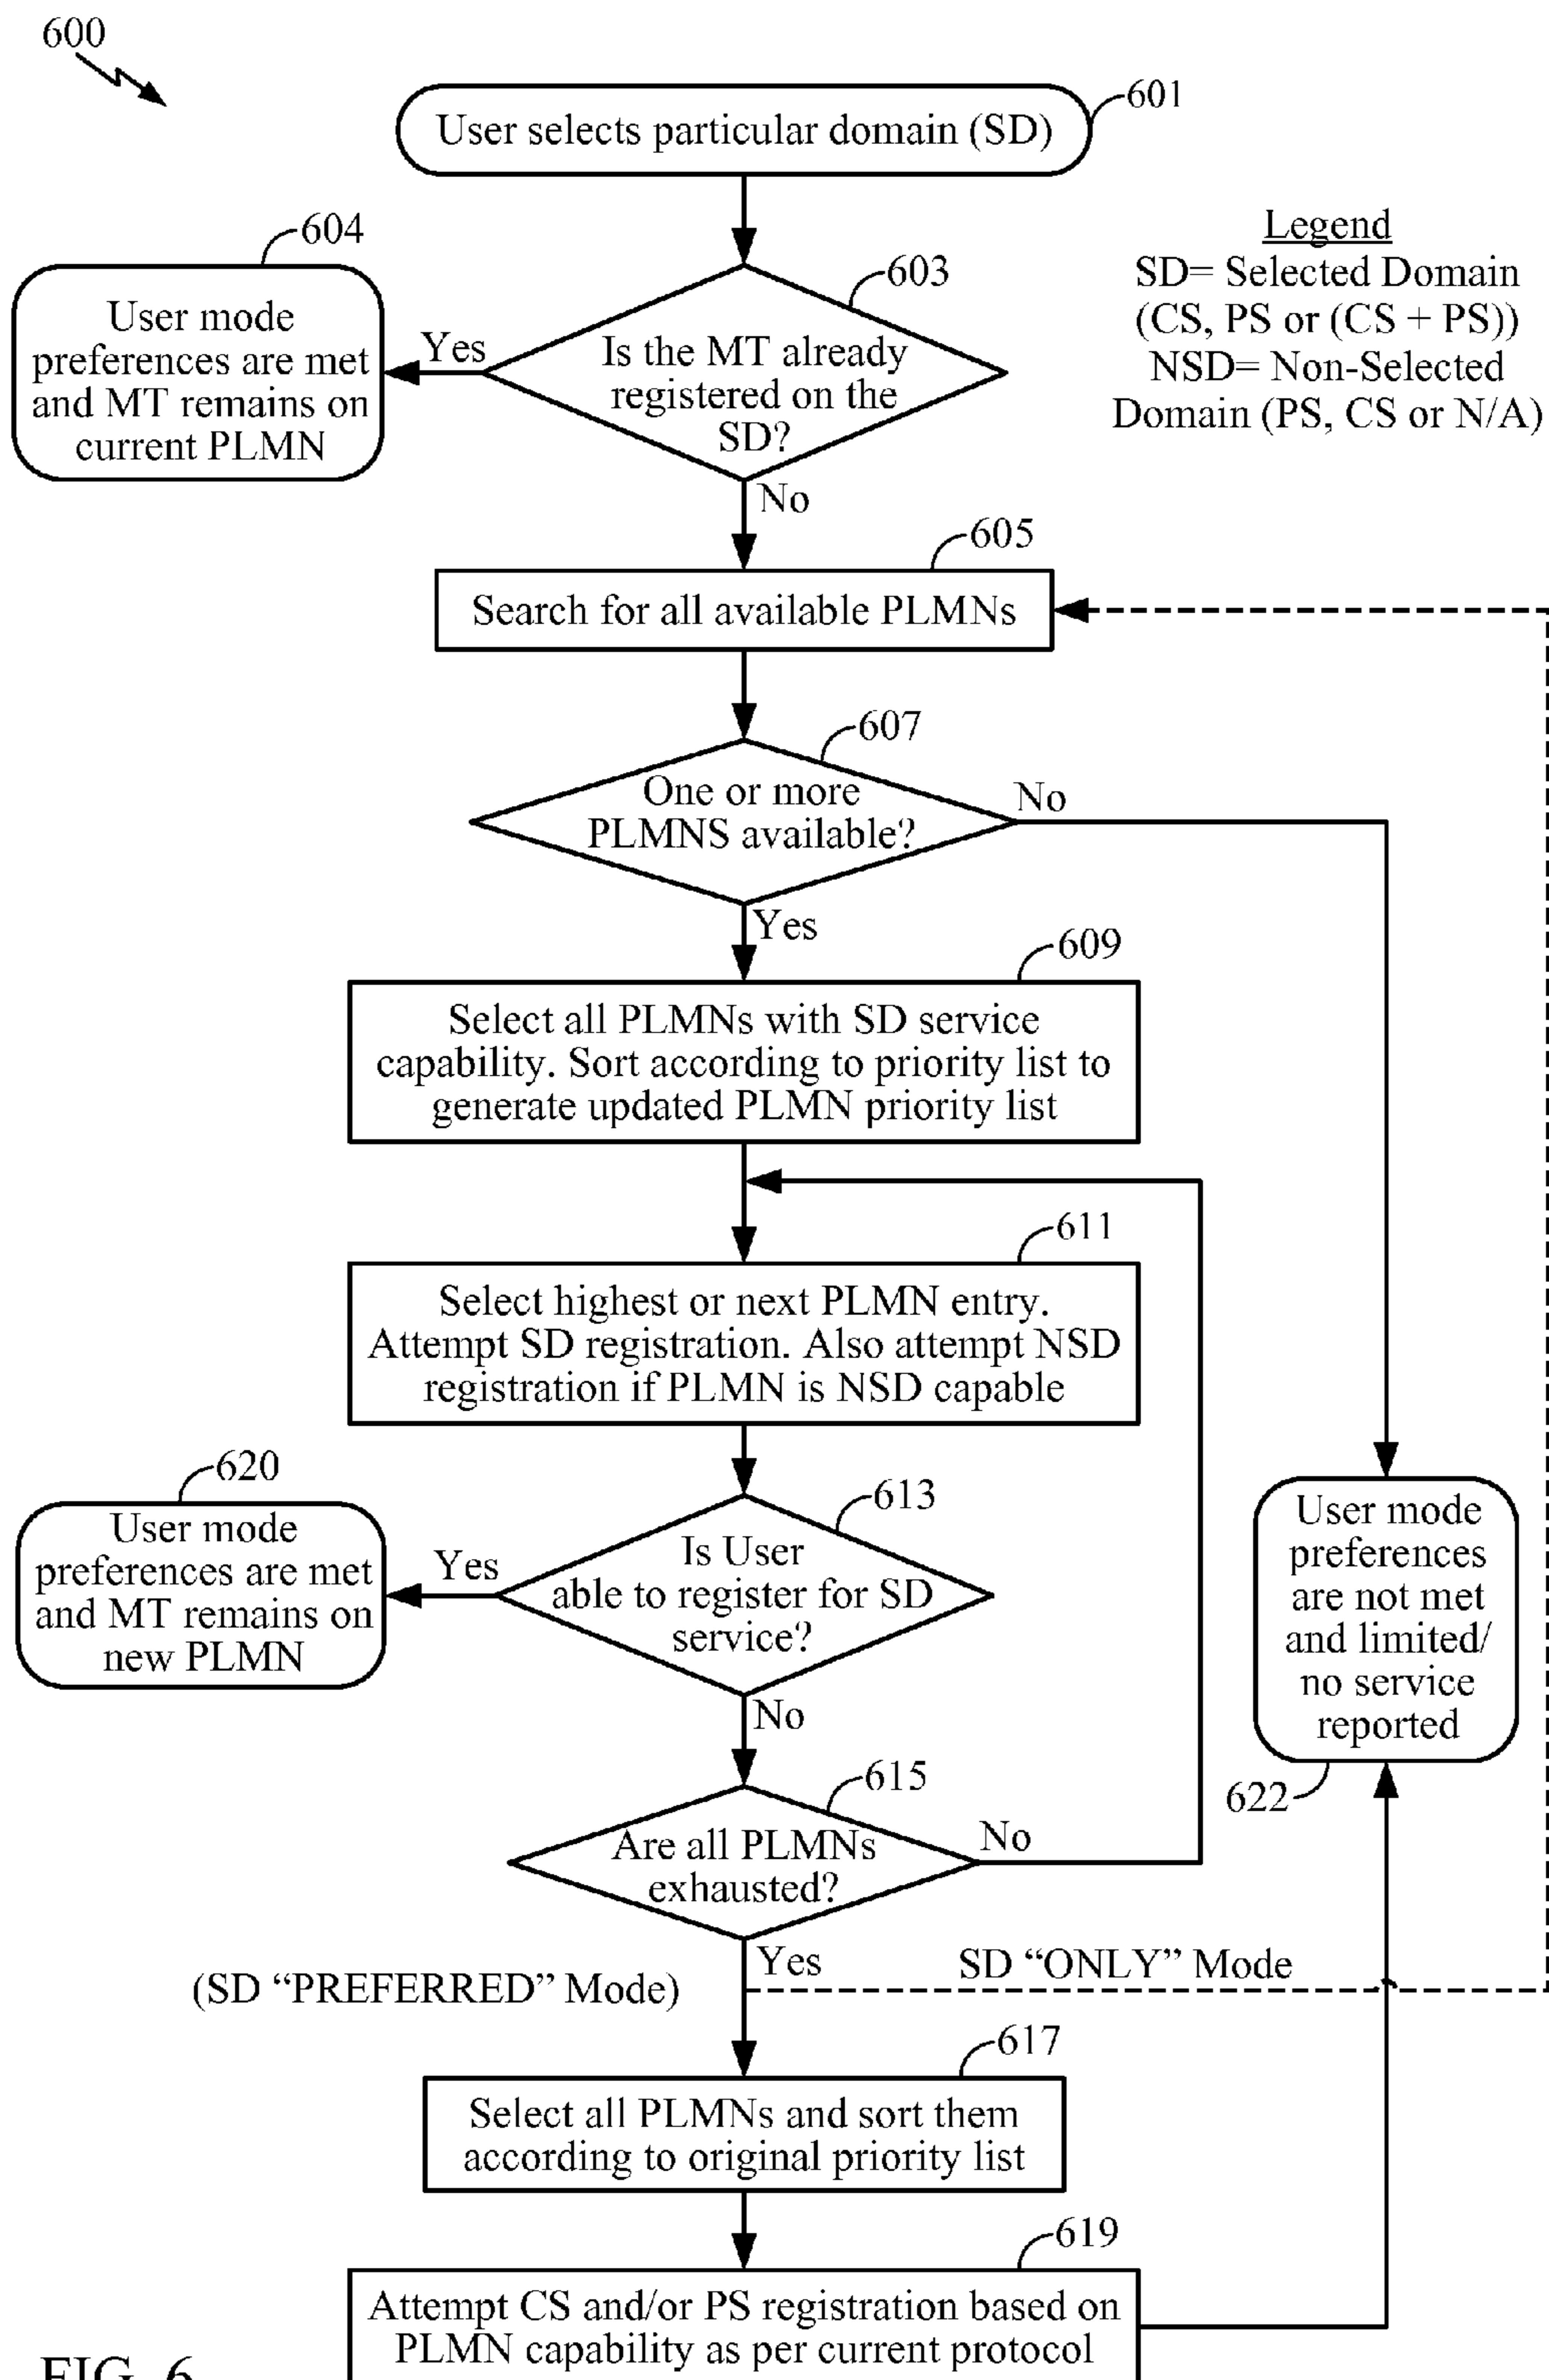 600
601
User selects particular domain (SD)
604
User mode
preferences are met
and MT remains on
current PLMN
Yes
603
Is the MT already
registered on the
SD?
No
Legend
SD= Selected Domain
(CS, PS or (CS + PS))
NSD= Non-Selected
Domain (PS, CS or N/A)
605
Search for all available PLMNs
607
One or more
PLMNS available?
No
Yes
609
Select all PLMNs with SD service
capability. Sort according to priority list to
generate updated PLMN priority list
611
Select highest or next PLMN entry.
Attempt SD registration. Also attempt NSD
registration if PLMN is NSD capable
620
User mode
preferences are met
and MT remains on
new PLMN
Yes
613
Is User
able to register for SD
service?
No
User mode
preferences
are not met
and limited/
no service
reported
622
615
Are all PLMNs
exhausted?
No
Yes
(SD “PREFERRED” Mode)
SD “ONLY” Mode
617
Select all PLMNs and sort them
according to original priority list
619
Attempt CS and/or PS registration based on
PLMN capability as per current protocol
FIG. 6